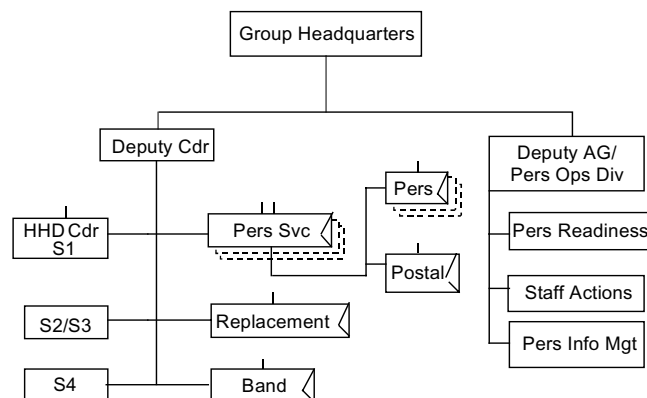 Group Headquarters
Deputy Cdr
Deputy AG/
Pers Ops Div
Pers
HHD Cdr
S1
Pers Svc
Pers Readiness
Postal
S2/S3
Replacement
Staff Actions
Pers Info Mgt
S4
Band